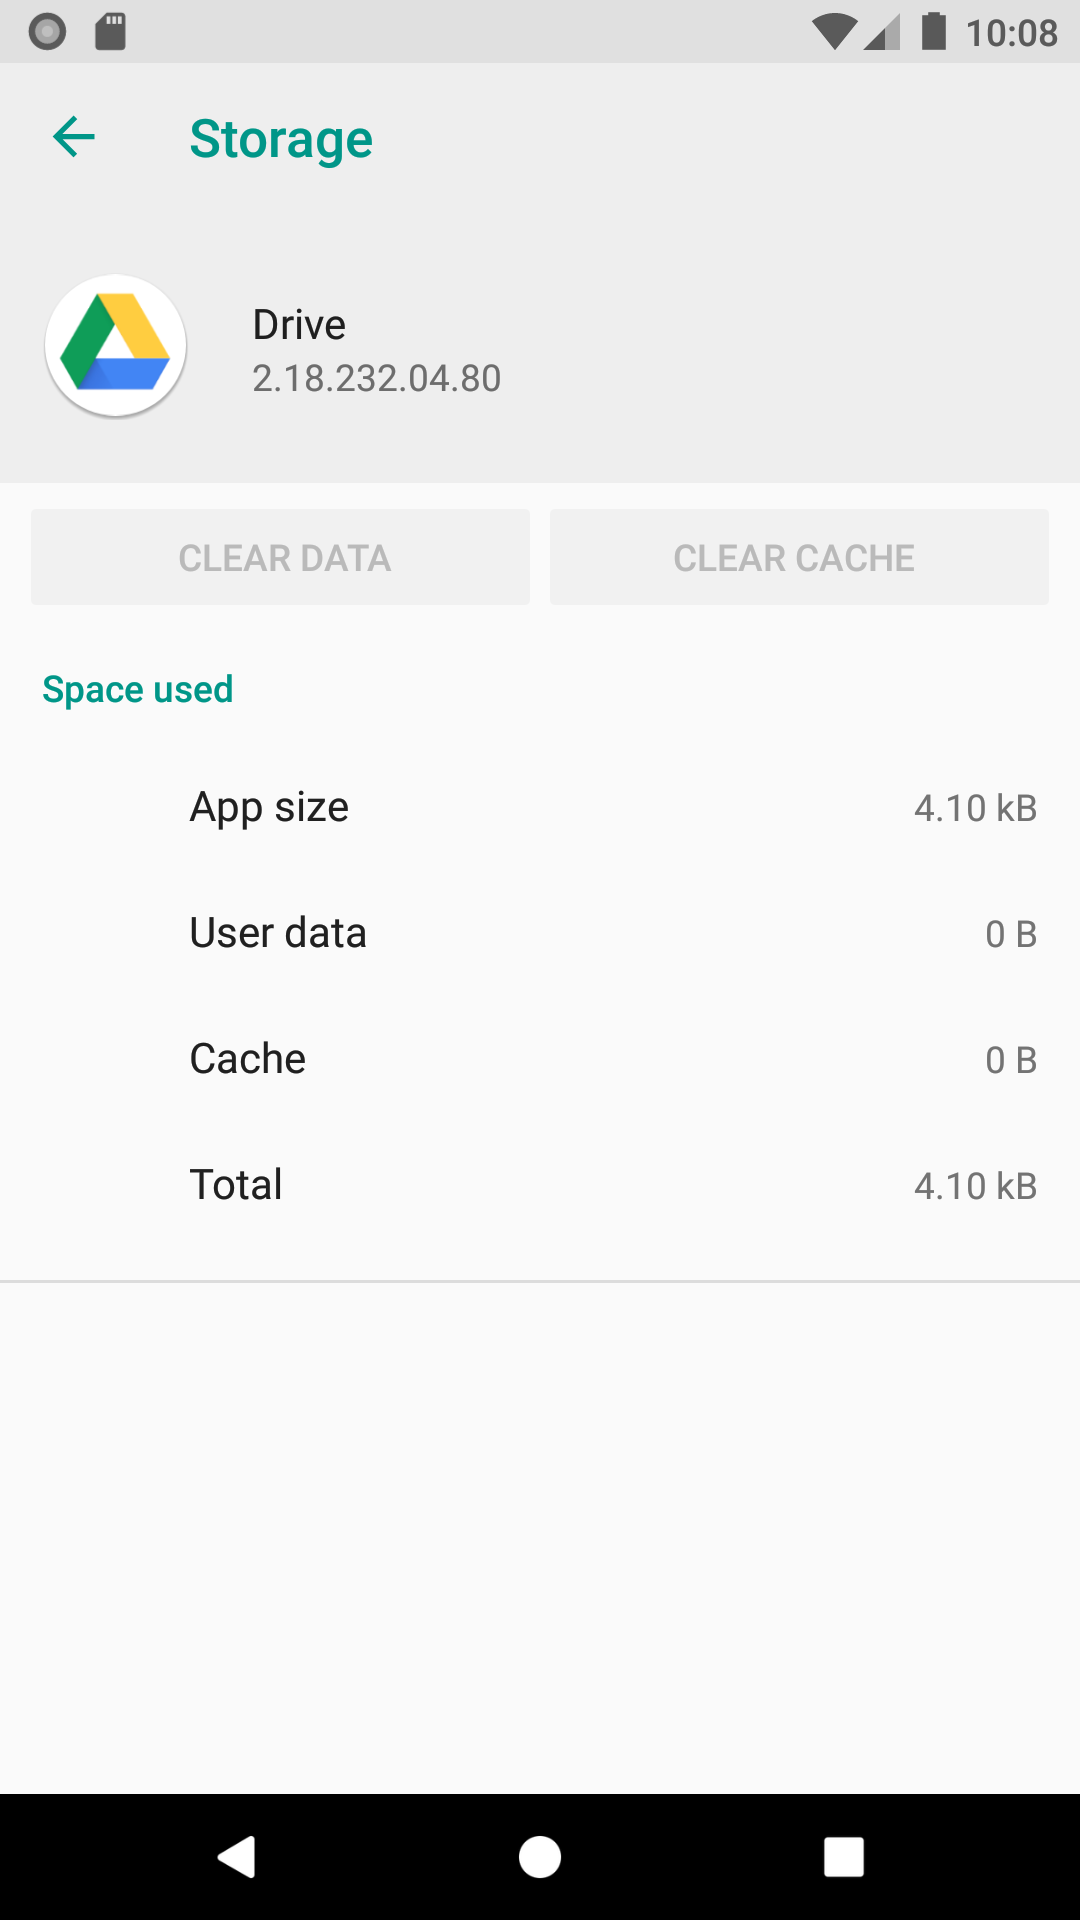 10:08
Storage
Drive
2.18.232.04.80
CLEAR DATA CLEAR CACHE
Space used
App size 4.10 kB
User data 0 B
Cache 0 B
Total 4.10 kB